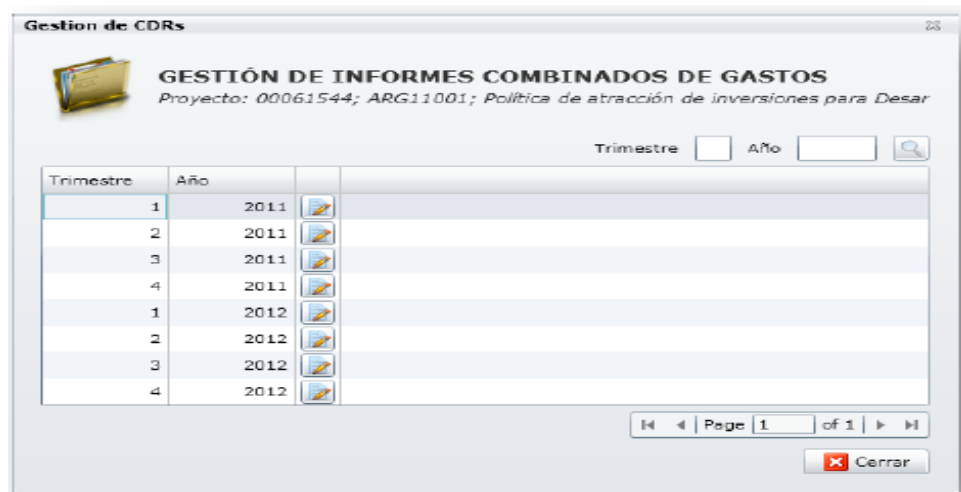 Gestion de CDRs
GESTIÓN DE INFORMES COMBINADOS DE GASTOS
Proyecto: 00061544; ARG11001; Política de atracción de inversiones para Desar
Trimestre Año
Trimestre Año
1 2011
2 2011
3 2011
4 2011
1 2012
2 2012
3 2012
4 2012
Page 1 of 1
Cerrar